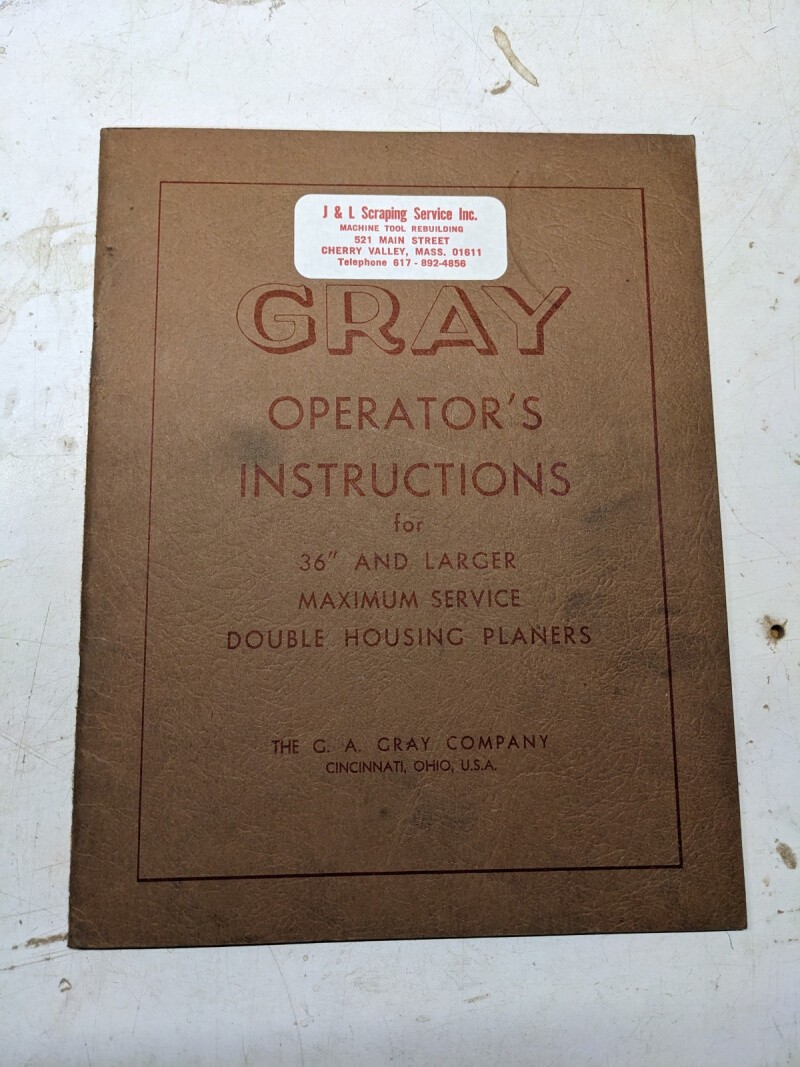 J & L Scraping Service Inc.
MACHINE TOOL REBUILDING
521 MAIN STREET
CHERRY VALLEY, MASS. 01611
Telephone 617 - 892-4856
GRAY
OPERATOR'S
INSTRUCTIONS
for
36" AND LARGER
MAXIMUM SERVICE
DOUBLE HOUSING PLANERS
THE G. A. GRAY COMPANY
CINCINNATI, OHIO, U.S.A.